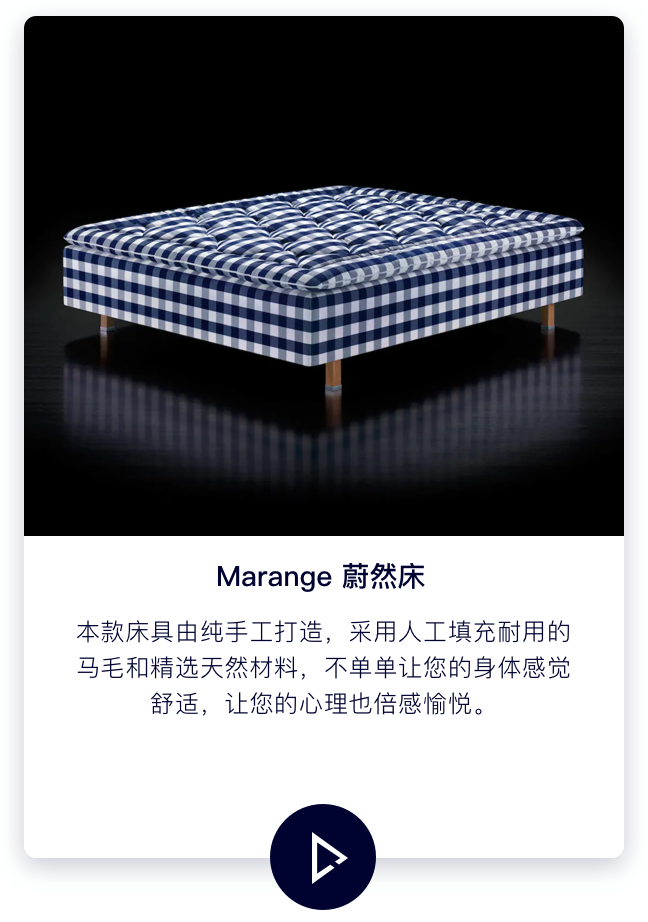 Marange 蔚然床
本款床具由纯手工打造，采用人工填充耐用的
马毛和精选天然材料，不单单让您的身体感觉
舒适，让您的心理也倍感愉悦。